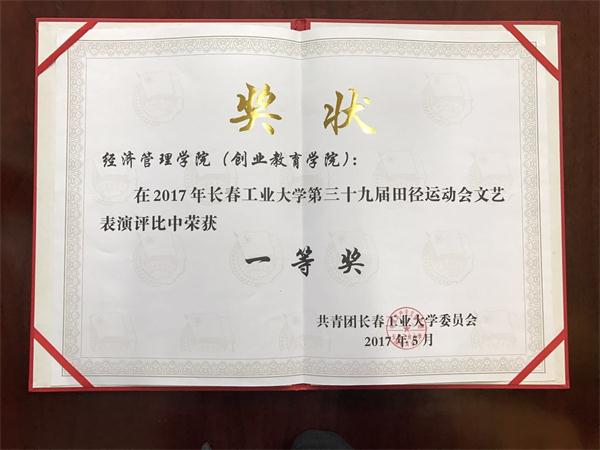 奖状
经济管理学院（创业教育学院）：
在2017年长春工业大学第三十九届田径运动会文艺
表演评比中荣获
一等奖
共青团长春工业大学委员会
2017年5月